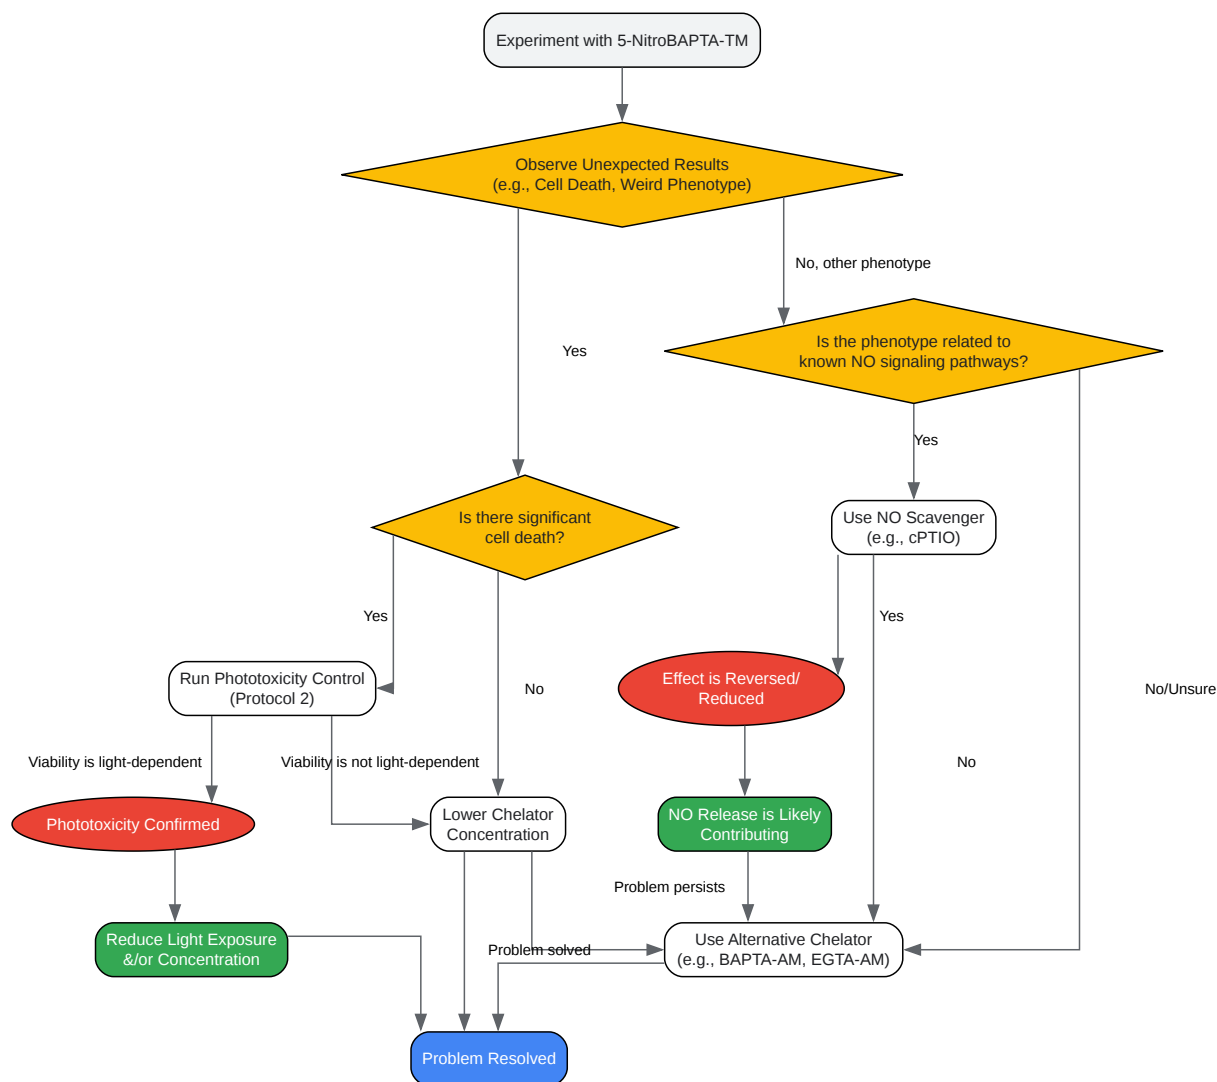 Experiment with 5-NitroBAPTA-TM
Observe Unexpected Results
(e.g., Cell Death, Weird Phenotype)
No, other phenotype
Yes
Is the phenotype related to
known NO signaling pathways?
Yes
Is there significant
cell death?
Use NO Scavenger
(e.g., cPTIO)
Yes
Yes
Run Phototoxicity Control
(Protocol 2)
No
Effect is Reversed/
Reduced
No/Unsure
Viability is light-dependent
Viability is not light-dependent
No
Phototoxicity Confirmed
Lower Chelator
Concentration
NO Release is Likely
Contributing
Problem persists
Reduce Light Exposure
&/or Concentration
Problem solved
Use Alternative Chelator
(e.g., BAPTA-AM, EGTA-AM)
Problem Resolved